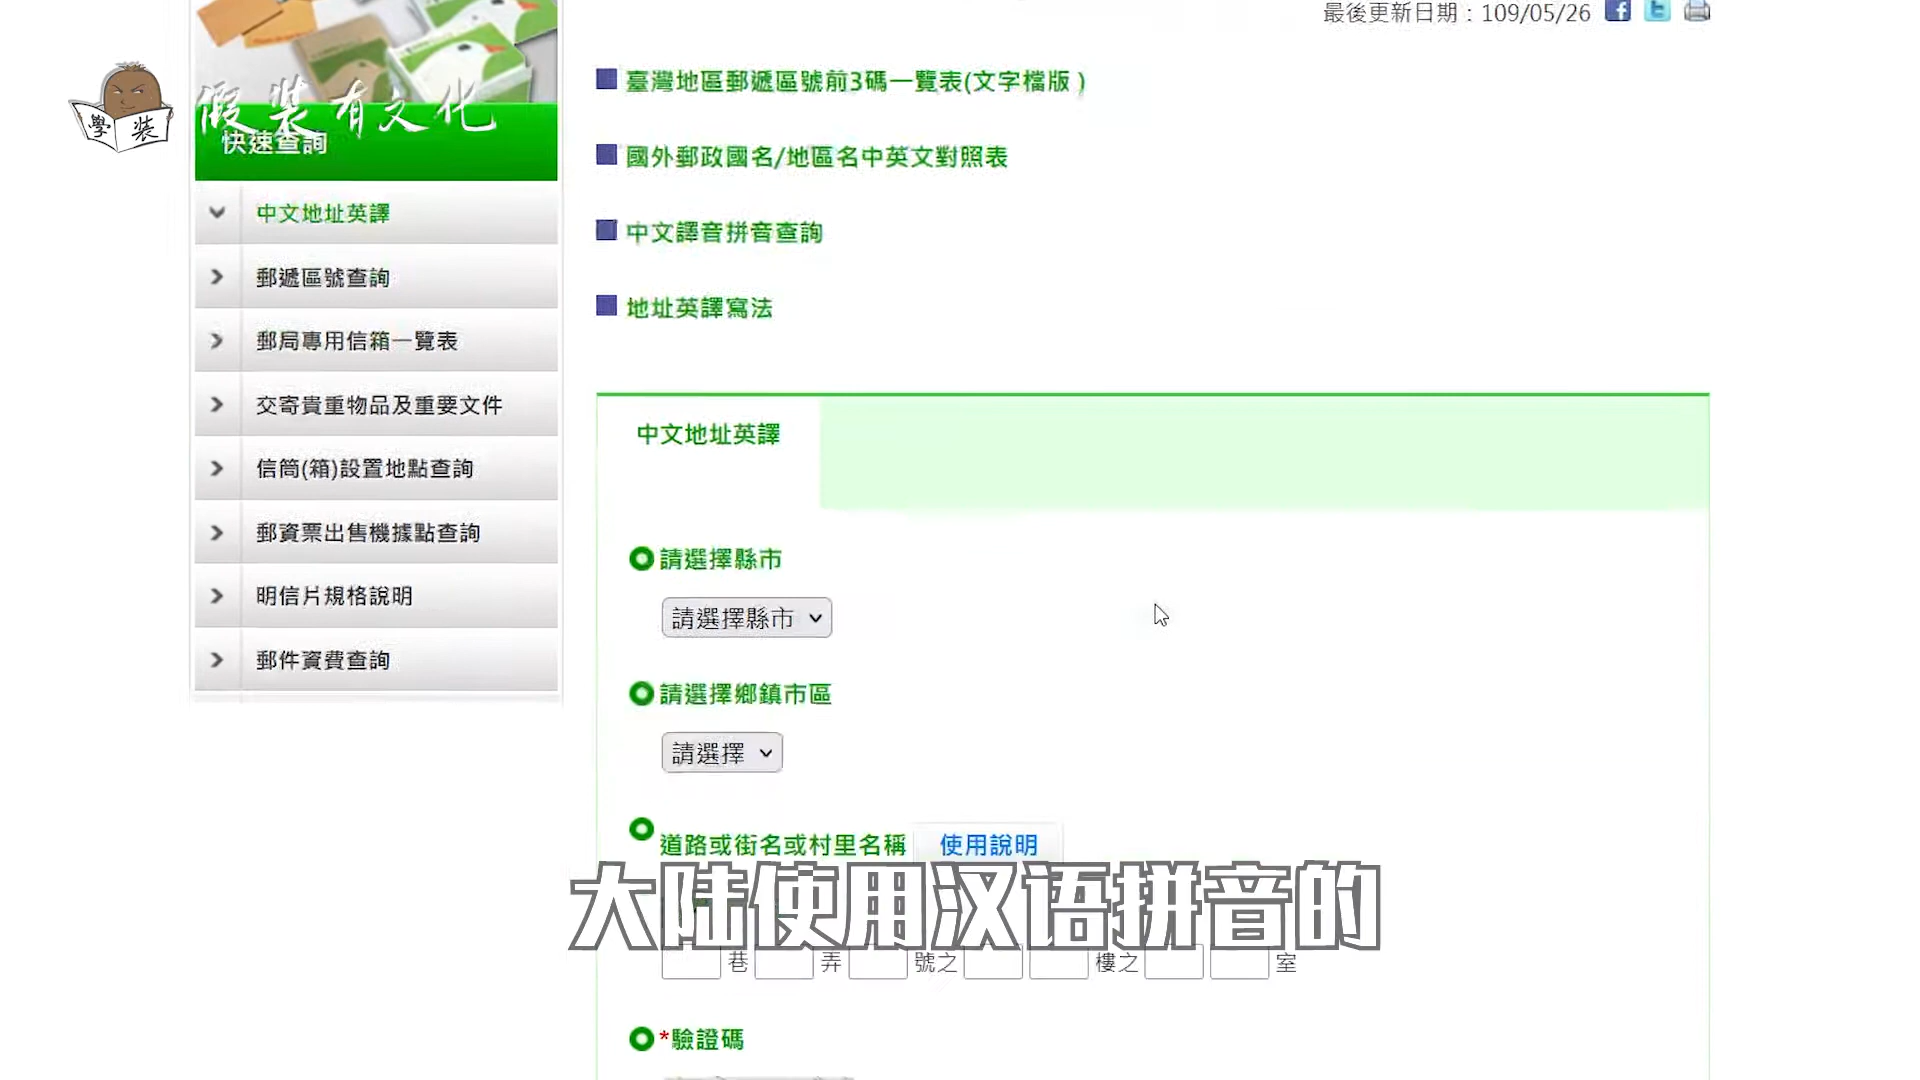 最後更新日期：109/05/26
學 裝
假裝有文化
快速查詢
中文地址英譯
郵遞區號查詢
郵局專用信箱一覽表
交寄貴重物品及重要文件
信筒(箱)設置地點查詢
郵資票出售機據點查詢
明信片規格說明
郵件資費查詢
臺灣地區郵遞區號前3碼一覽表(文字檔版)
國外郵政國名/地區名中英文對照表
中文譯音拼音查詢
地址英譯寫法
中文地址英譯
請選擇縣市
請選擇縣市
請選擇鄉鎮市區
請選擇
道路或街名或村里名稱 使用說明
大陆使用汉语拼音的
巷 弄 號之 樓之 室
*驗證碼